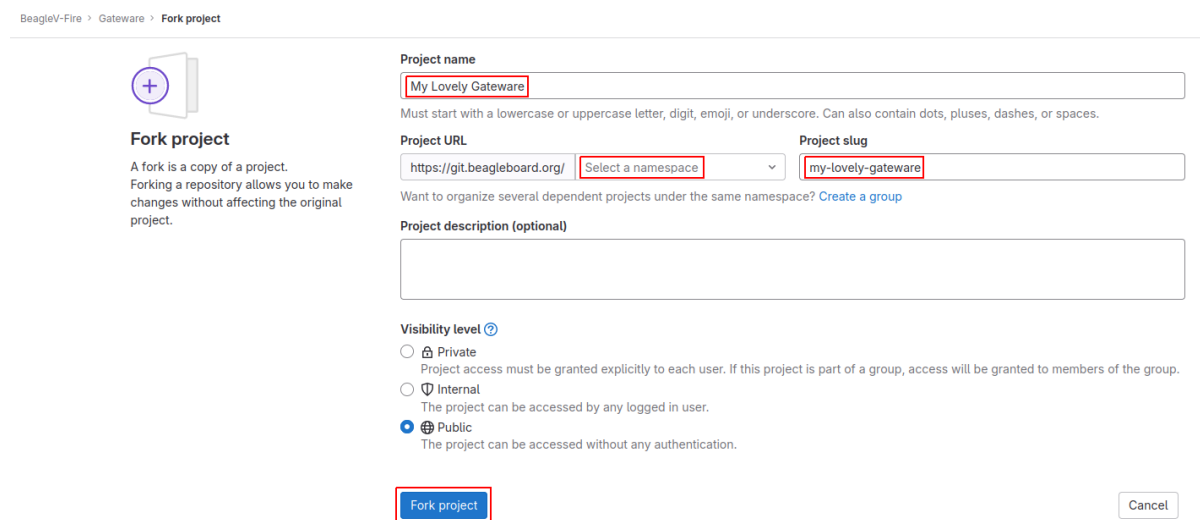 BeagleV-Fire > Gateware > Fork project
Fork project
A fork is a copy of a project.
Forking a repository allows you to make
changes without affecting the original
project.
Project name
My Lovely Gateware
Must start with a lowercase or uppercase letter, digit, emoji, or underscore. Can also contain dots, pluses, dashes, or spaces.
Project URL
https://git.beagleboard.org/ Select a namespace
Project slug
my-lovely-gateware
Want to organize several dependent projects under the same namespace? Create a group
Project description (optional)
Visibility level
Private
Project access must be granted explicitly to each user. If this project is part of a group, access will be granted to members of the group.
Internal
The project can be accessed by any logged in user.
Public
The project can be accessed without any authentication.
Fork project
Cancel